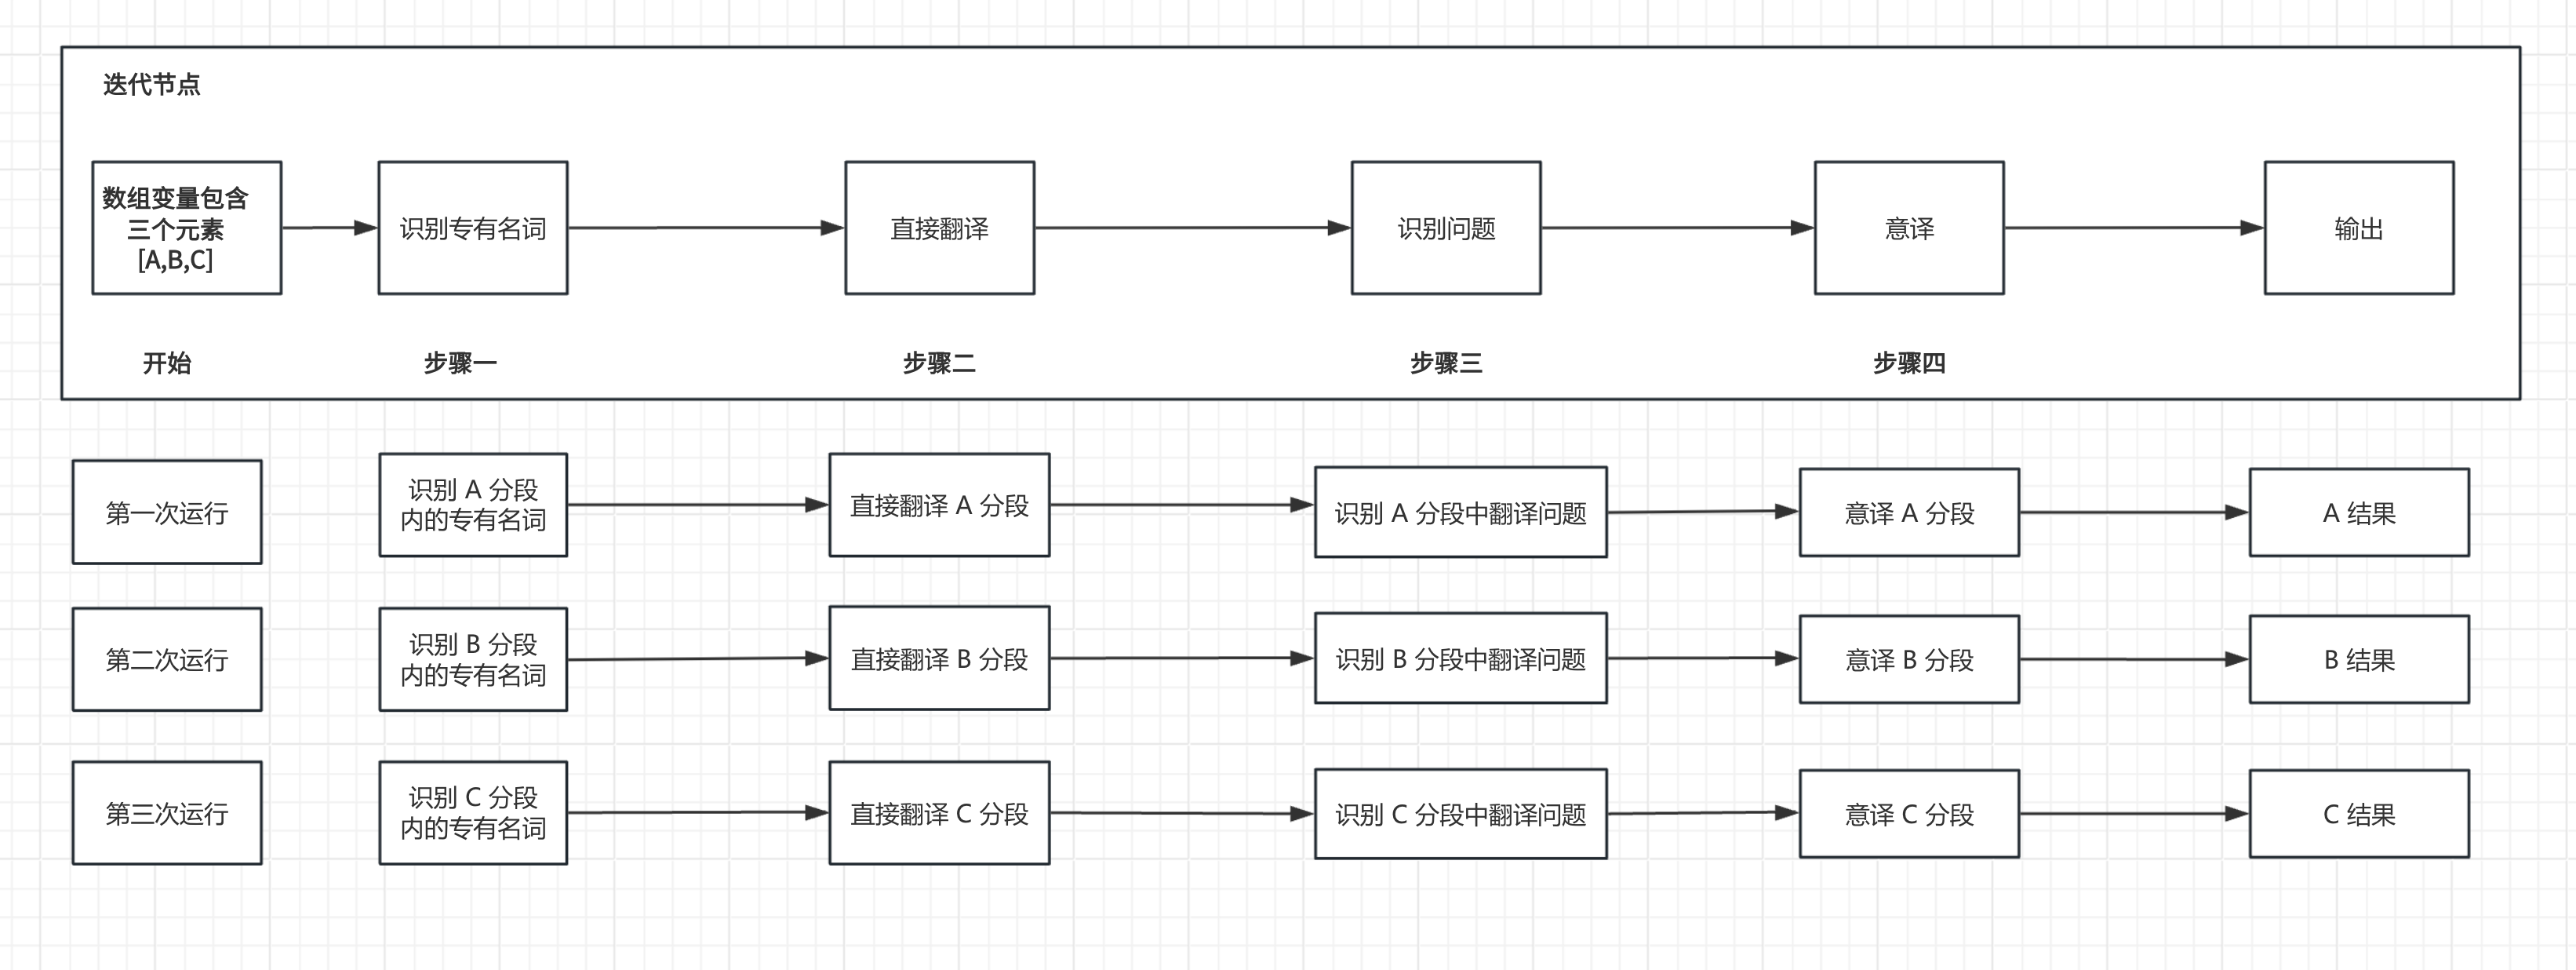 迭代节点
数组变量包含
三个元素
[A,B,C]
识别专有名词
直接翻译
识别问题
意译
输出
开始
步骤一
步骤二
步骤三
步骤四
第一次运行
识别 A 分段
内的专有名词
直接翻译 A 分段
识别 A 分段中翻译问题
意译 A 分段
A 结果
第二次运行
识别 B 分段
内的专有名词
直接翻译 B 分段
识别 B 分段中翻译问题
意译 B 分段
B 结果
第三次运行
识别 C 分段
内的专有名词
直接翻译 C 分段
识别 C 分段中翻译问题
意译 C 分段
C 结果